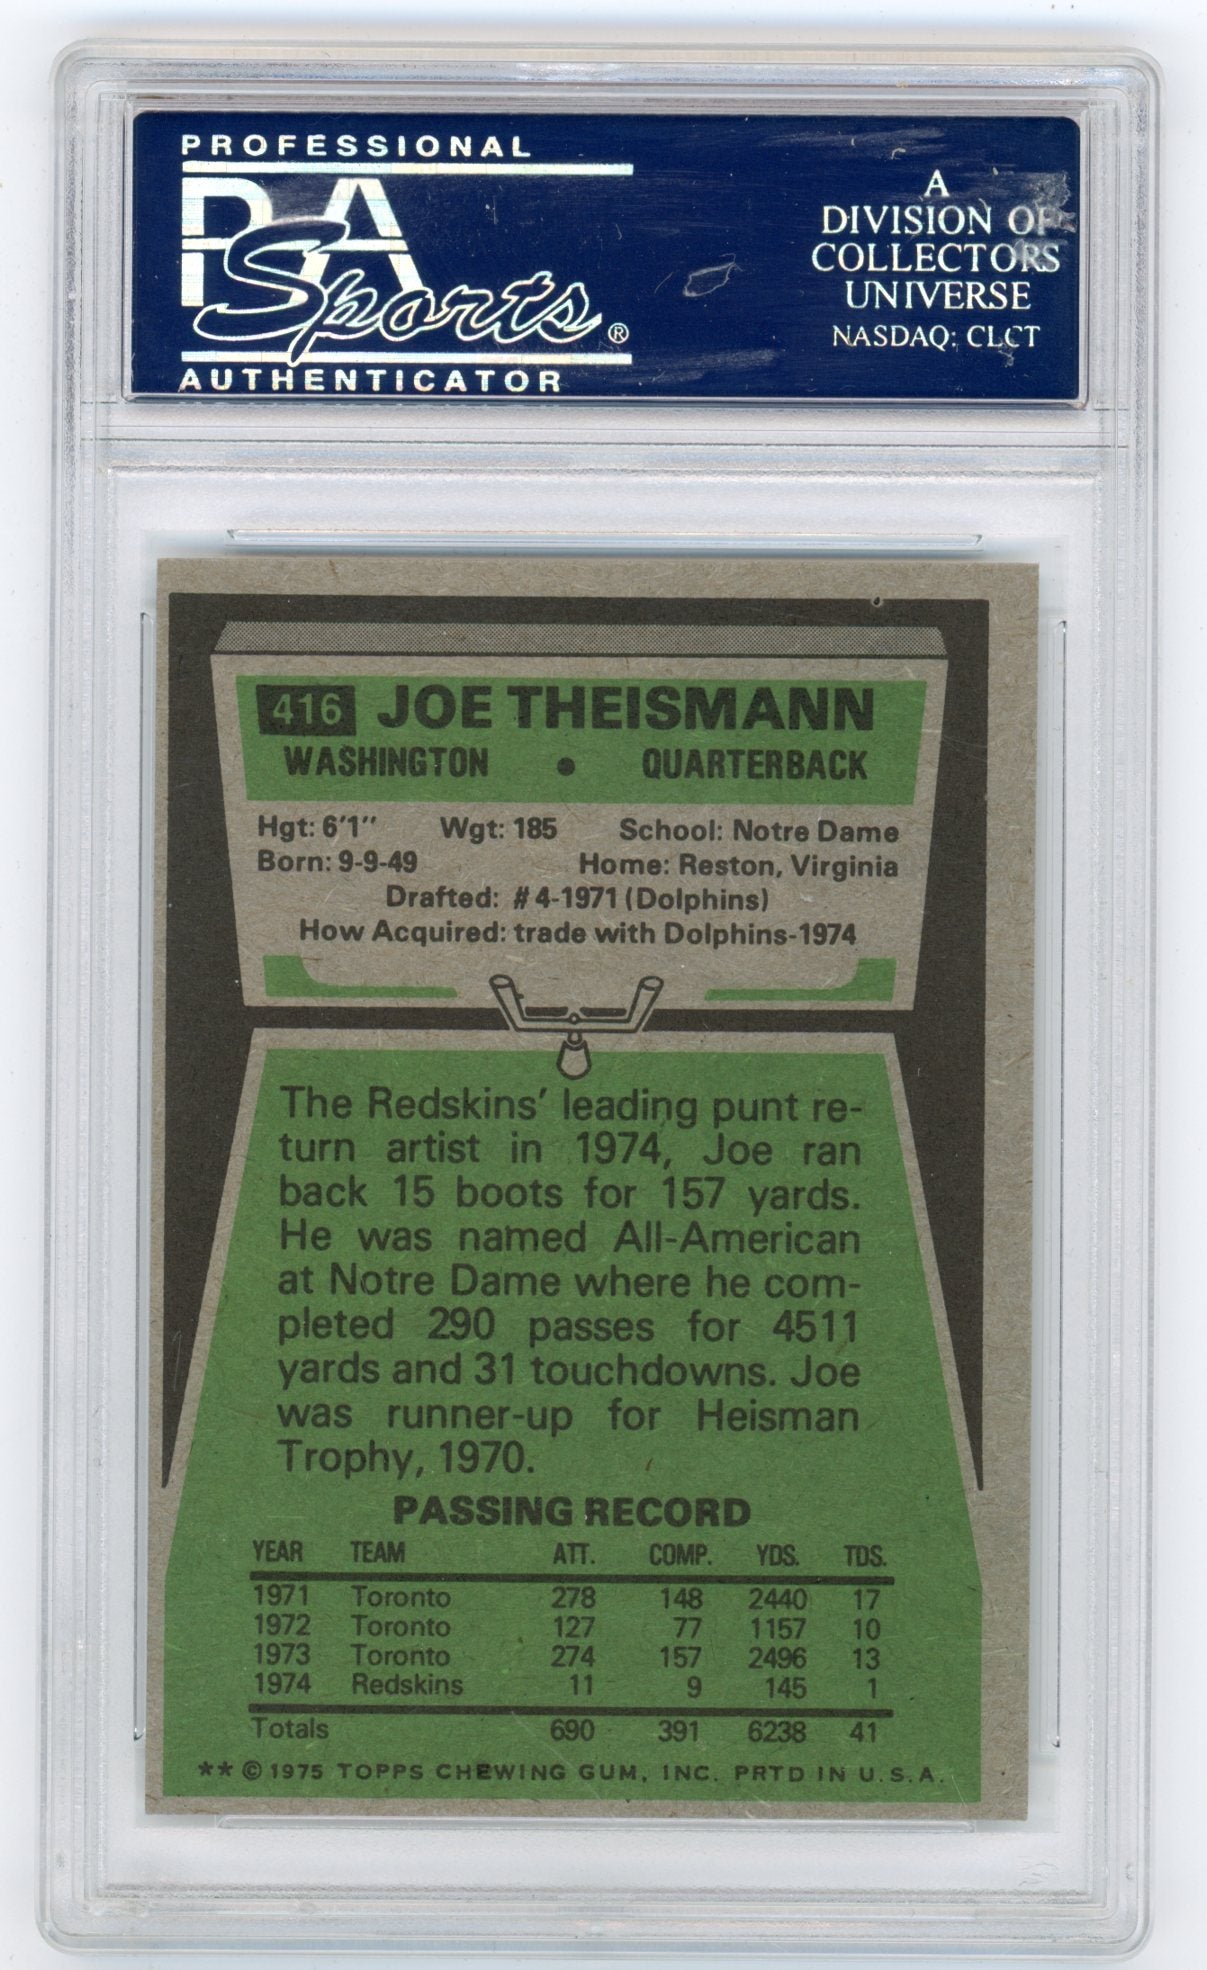 PROFESSIONAL
PSA
Sports®
AUTHENTICATOR
A
DIVISION OF
COLLECTORS
UNIVERSE
NASDAQ: CLCT
416 JOE THEISMANN
WASHINGTON • QUARTERBACK
Hgt: 6'1" Wgt: 185 School: Notre Dame
Born: 9-9-49 Home: Reston, Virginia
Drafted: #4-1971 (Dolphins)
How Acquired: trade with Dolphins-1974
The Redskins' leading punt re-
turn artist in 1974, Joe ran
back 15 boots for 157 yards.
He was named All-American
at Notre Dame where he com-
pleted 290 passes for 4511
yards and 31 touchdowns. Joe
was runner-up for Heisman
Trophy, 1970.
PASSING RECORD
YEAR TEAM ATT. COMP. YDS. TDS.
1971 Toronto 278 148 2440 17
1972 Toronto 127 77 1157 10
1973 Toronto 274 157 2496 13
1974 Redskins 11 9 145 1
Totals 690 391 6238 41
** © 1975 TOPPS CHEWING GUM, INC. PRTD IN U.S.A.